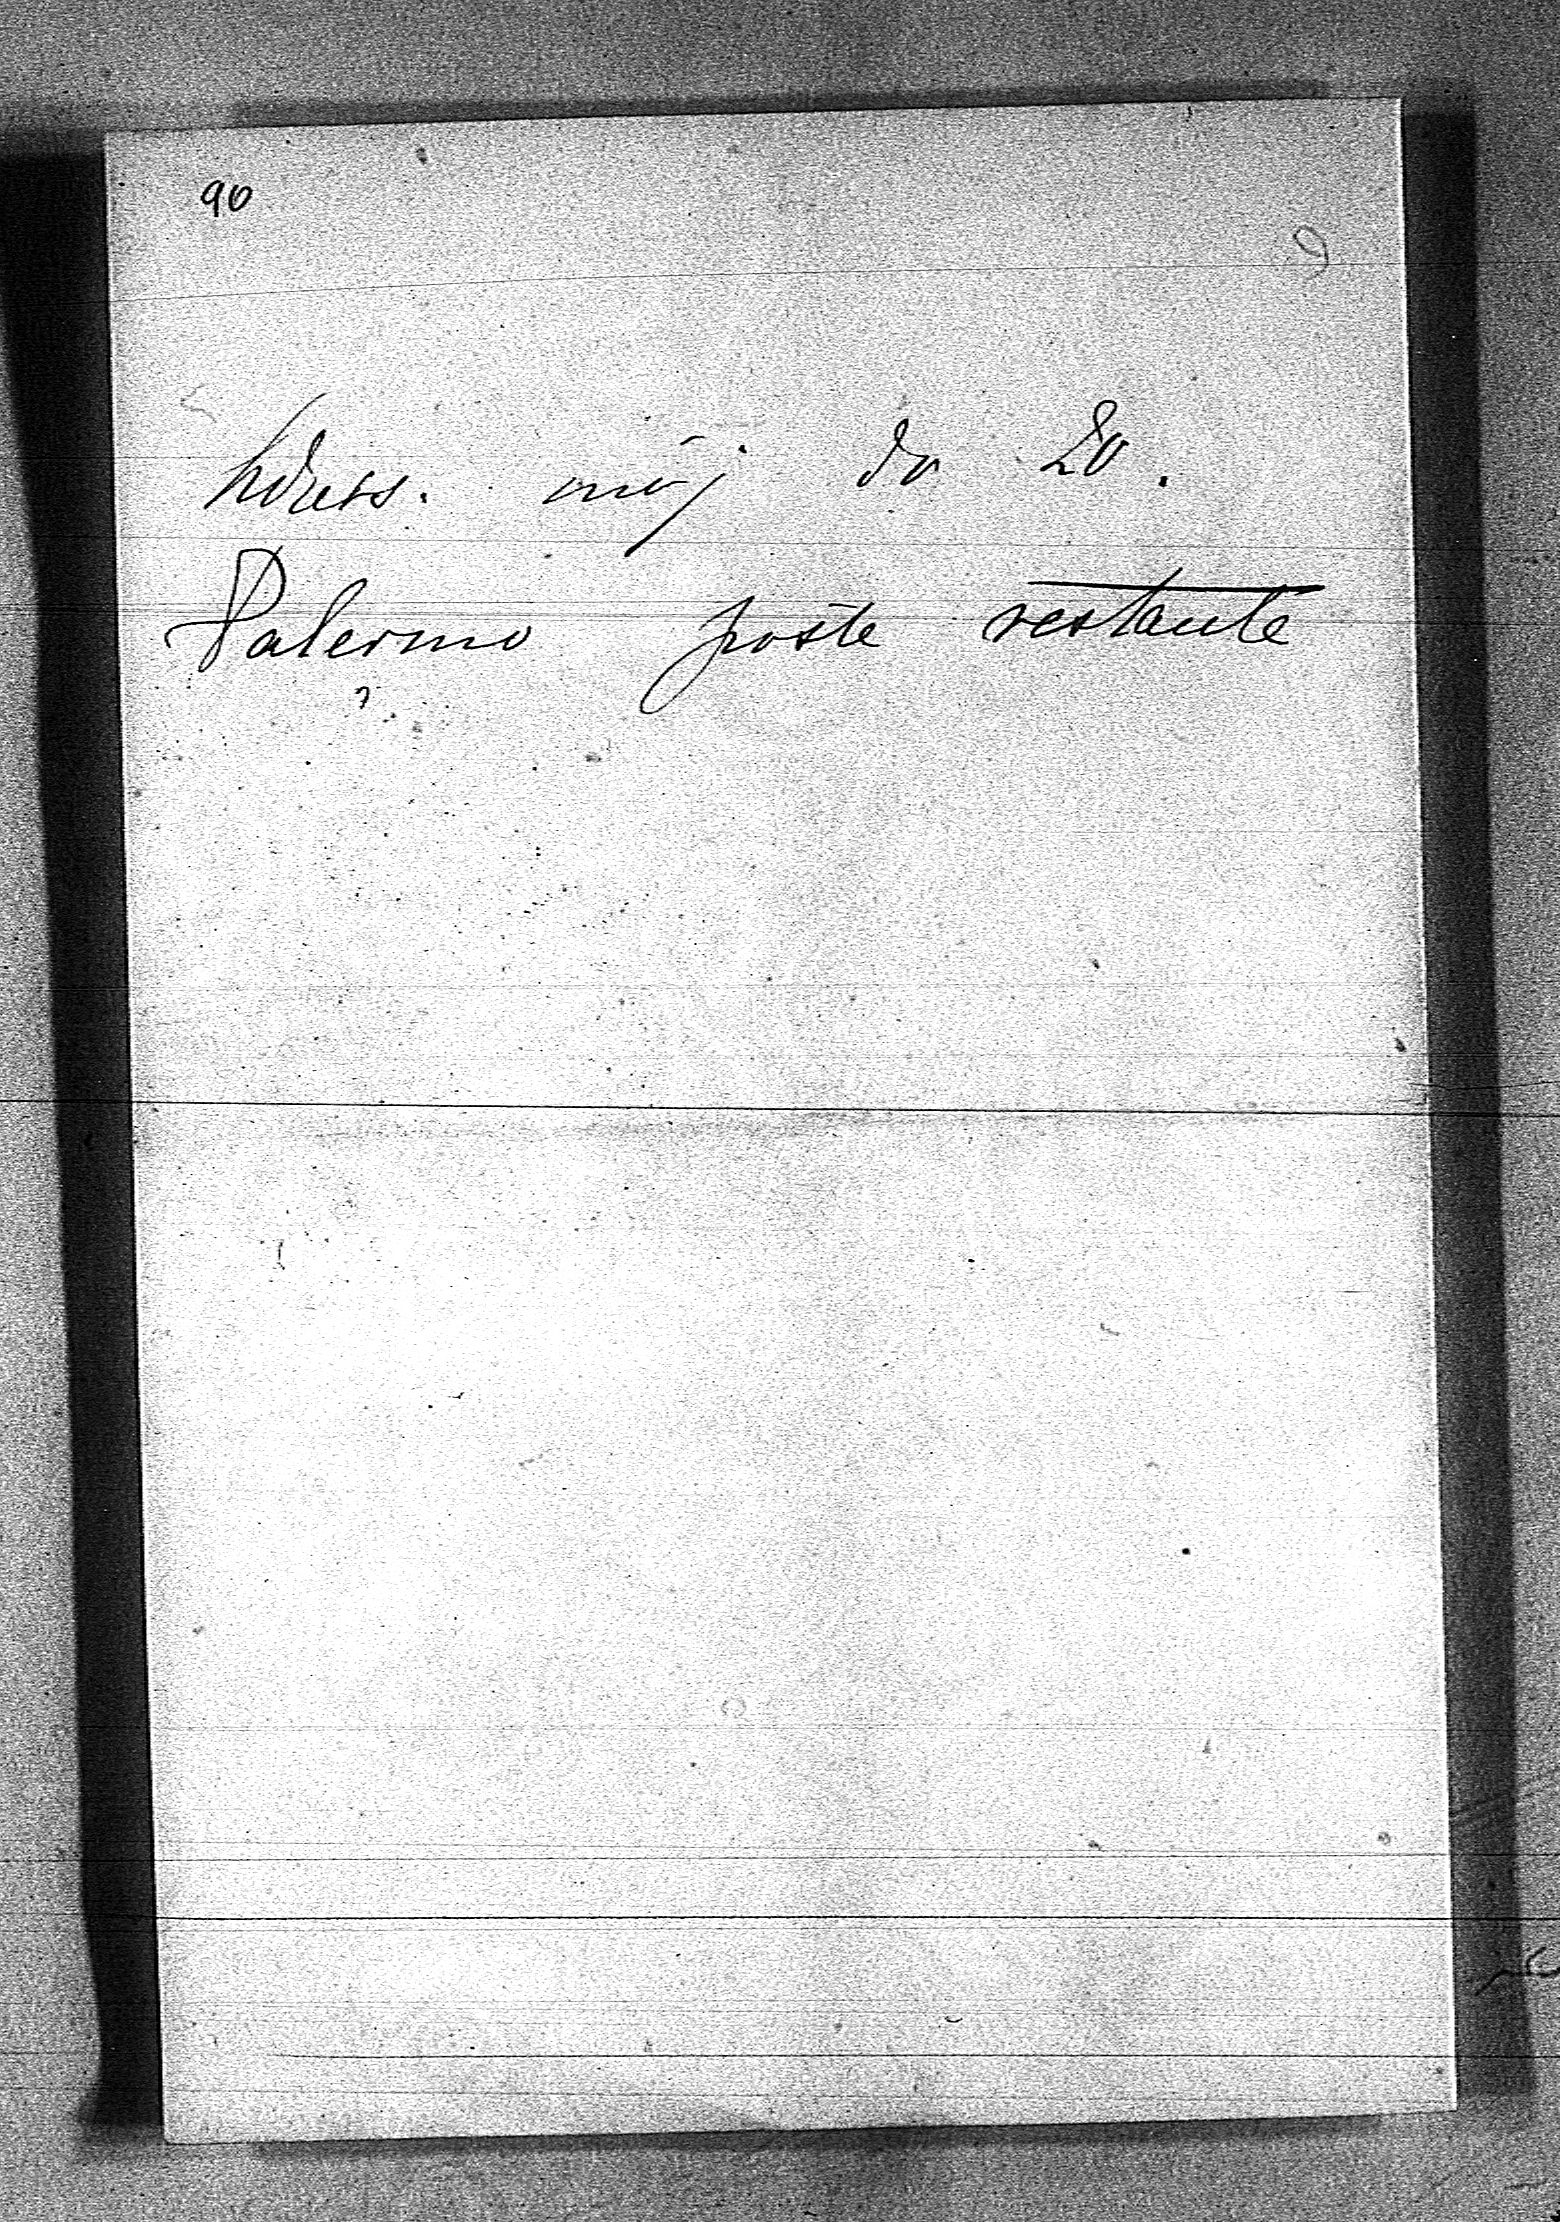 90
Adress. mój do 20.
Palermo poste restante